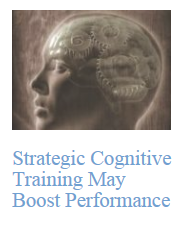 Strategic Cognitive
Training May
Boost Performance